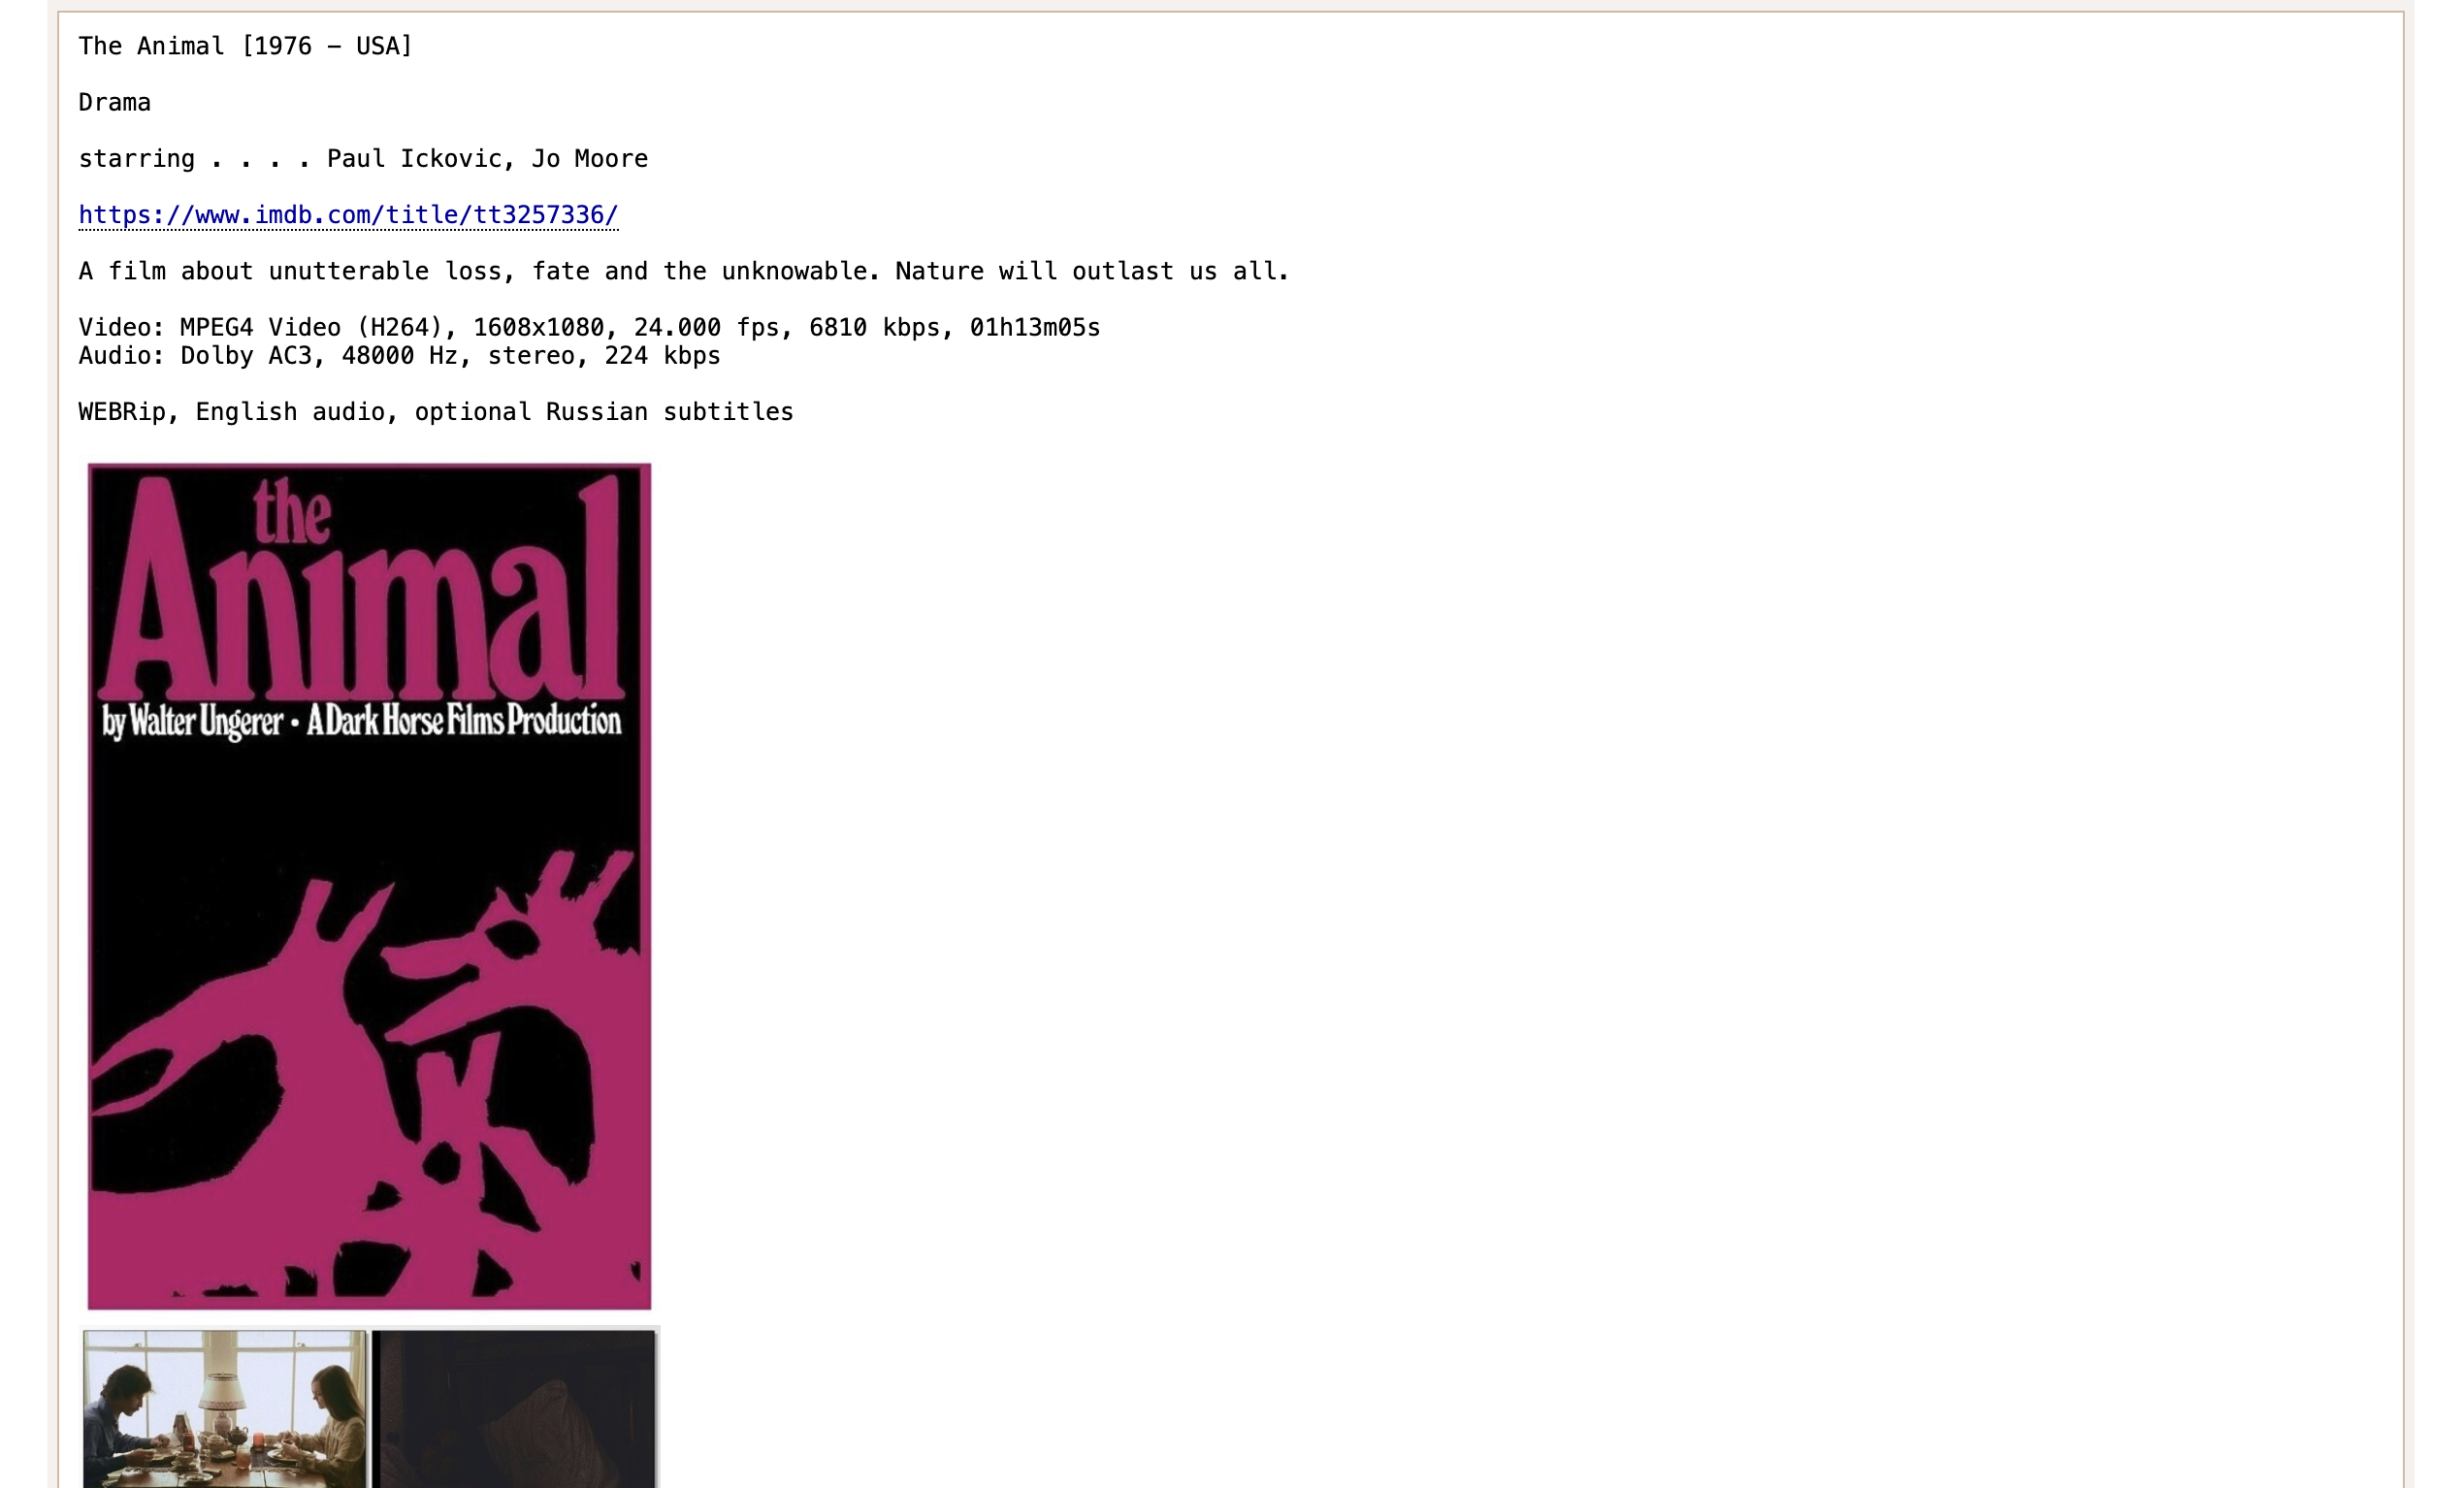 The Animal [1976 – USA]
Drama
starring . . . . Paul Ickovic, Jo Moore
https://www.imdb.com/title/tt3257336/
A film about unutterable loss, fate and the unknowable. Nature will outlast us all.
Video: MPEG4 Video (H264), 1608x1080, 24.000 fps, 6810 kbps, 01h13m05s
Audio: Dolby AC3, 48000 Hz, stereo, 224 kbps
WEBRip, English audio, optional Russian subtitles
the
Animal
by Walter Ungerer • A Dark Horse Films Production